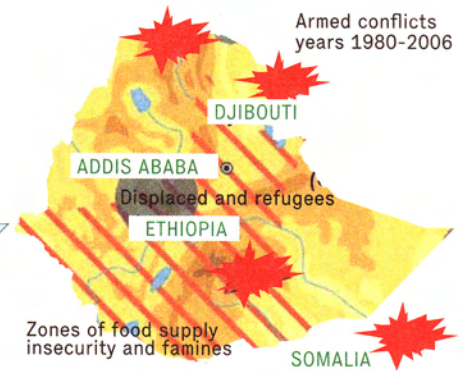 Armed conflicts
years 1980-2006
DJIBOUTI
ADDIS ABABA
Displaced and refugees
ETHIOPIA
Zones of food supply
insecurity and famines
SOMALIA